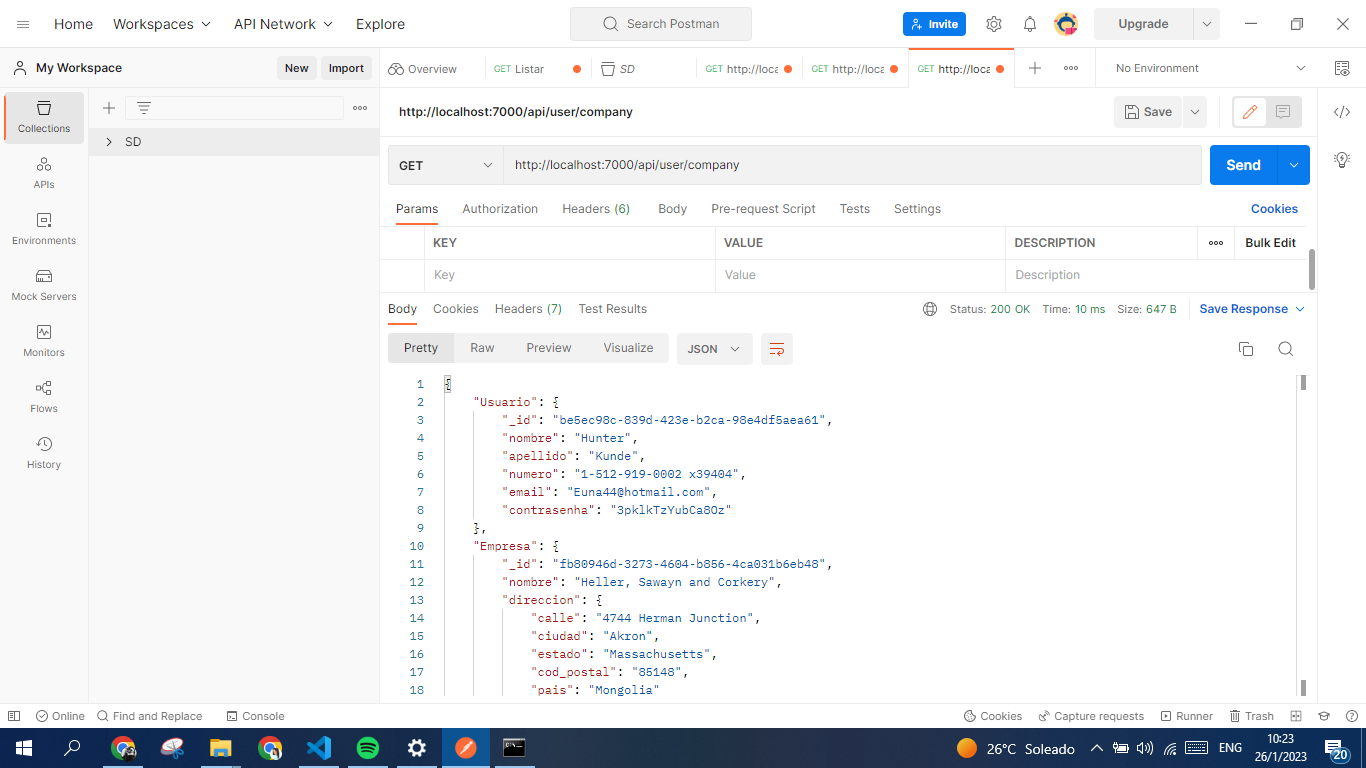 Home Workspaces API Network Explore Search Postman Invite Upgrade
My Workspace New Import Overview GET Listar SD GET http://loca GET http://loca GET http://loca No Environment
Collections
APIs
Environments
Mock Servers
Monitors
Flows
History
SD
http://localhost:7000/api/user/company Save
GET http://localhost:7000/api/user/company Send
Params Authorization Headers (6) Body Pre-request Script Tests Settings Cookies
KEY VALUE DESCRIPTION Bulk Edit
Key Value Description
Body Cookies Headers (7) Test Results Status: 200 OK Time: 10 ms Size: 647 B Save Response
Pretty Raw Preview Visualize JSON
1 {
2 "Usuario": {
3 "_id": "be5ec98c-839d-423e-b2ca-98e4df5aea61",
4 "nombre": "Hunter",
5 "apellido": "Kunde",
6 "numero": "1-512-919-0002 x39404",
7 "email": "Euna44@hotmail.com",
8 "contrasenha": "3pklkTzYubCa8Oz"
9 },
10 "Empresa": {
11 "_id": "fb80946d-3273-4604-b856-4ca031b6eb48",
12 "nombre": "Heller, Sawayn and Corkery",
13 "direccion": {
14 "calle": "4744 Herman Junction",
15 "ciudad": "Akron",
16 "estado": "Massachusetts",
17 "cod_postal": "85148",
18 "pais": "Mongolia"
Online Find and Replace Console Cookies Capture requests Runner Trash
26°C Soleado ENG 10:23
26/1/2023 20